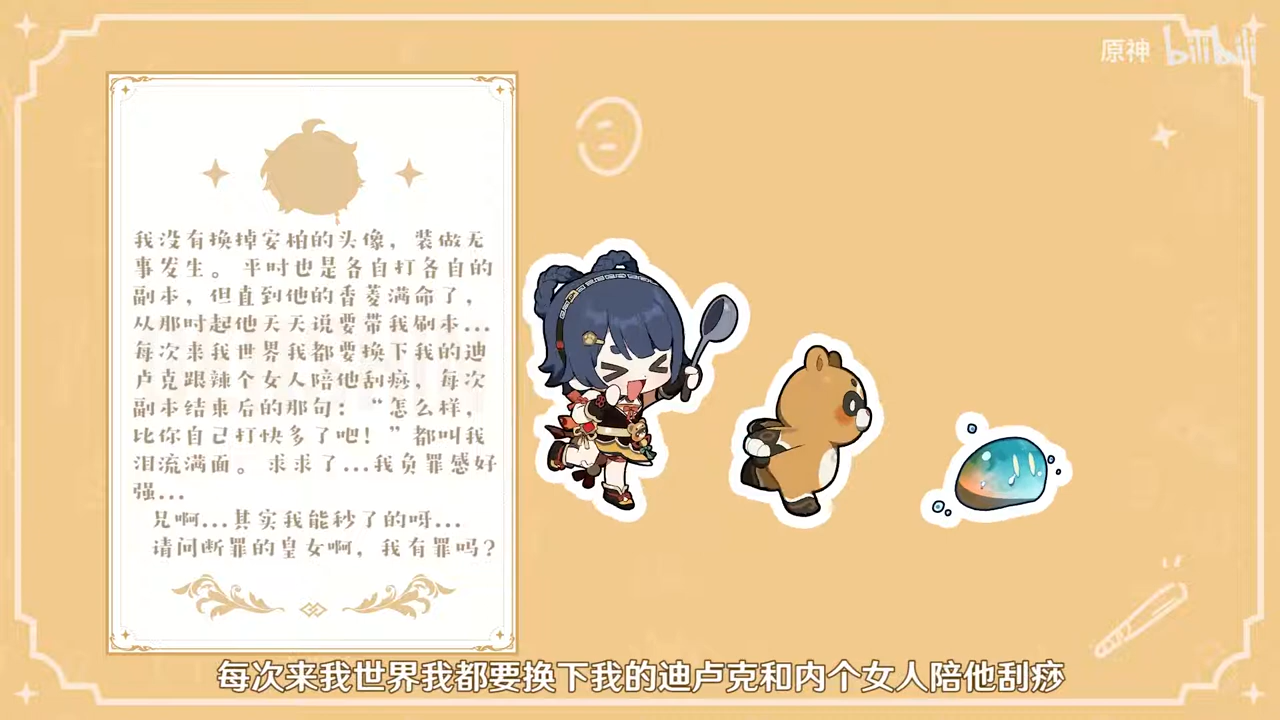 原神 bilibili
我没有换掉安柏的头像，装做无
事发生。平时也是各自打各自的
副本，但直到他的香菱满命了，
从那时起他天天说要带我刷本...
每次来我世界我都要换下我的迪
卢克跟辣个女人陪他刮痧，每次
副本结束后的那句：“怎么样，
比你自己打快多了吧！”都叫我
泪流满面。求求了...我负罪感好
强...
兄啊...其实我能秒了的呀...
请问断罪的皇女啊，我有罪吗？
每次来我世界我都要换下我的迪卢克和内个女人陪他刮痧